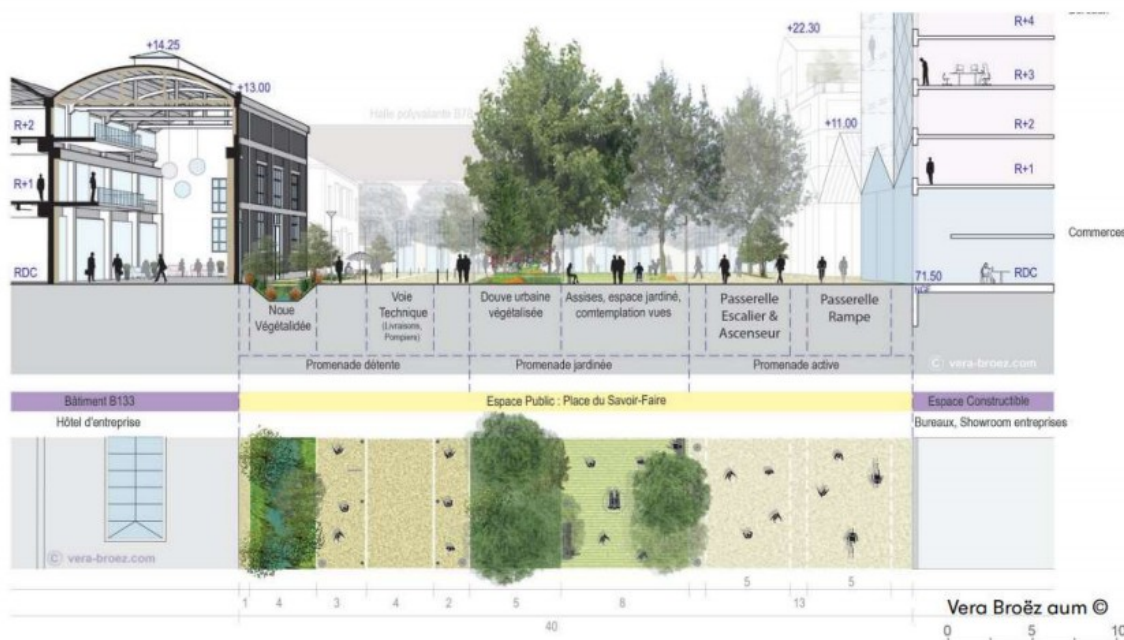 R+4
+22.30
+14.25
R+3
+13.00
Halle polyvalante B78
R+2
+11.00
R+2
R+1
R+1
Commerces
RDC
71.50
NGF
RDC
Noue
Végétalidée
Voie
Technique
(Livraisons,
Pompiers)
Douve urbaine
végétalisée
Assises, espace jardiné,
comtemplation vues
Passerelle
Escalier &
Ascenseur
Passerelle
Rampe
© vera-broez.com
Promenade détente
Promenade jardinée
Promenade active
Bâtiment B133
Espace Public : Place du Savoir-Faire
Espace Constructible
Hôtel d'entreprise
Bureaux, Showroom entreprises
© vera-broez.com
5 5
1 4 3 4 2 5 8 13
40
Vera Broëz aum ©
0 5 10